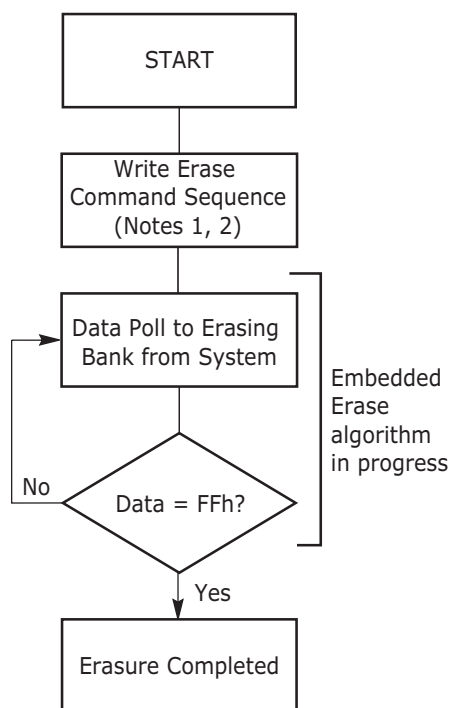 START
Write Erase
Command Sequence
(Notes 1, 2)
Data Poll to Erasing
Bank from System
Embedded
Erase
algorithm
in progress
No
Data = FFh?
Yes
Erasure Completed